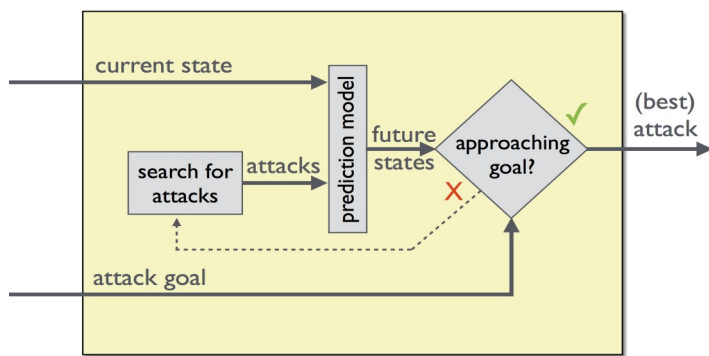 current state
prediction model
search for
attacks
attacks
future
states
approaching
goal?
✓
X
(best)
attack
attack goal